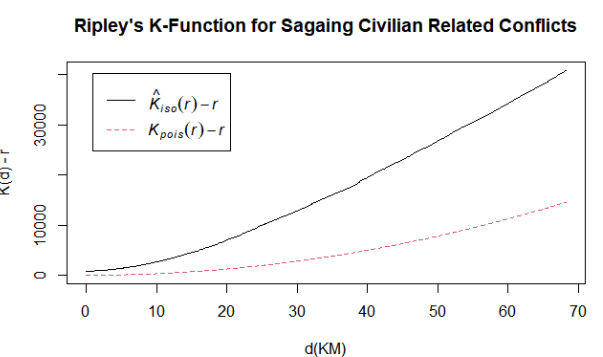 Ripley's K-Function for Sagaing Civilian Related Conflicts
K̂iso(r) – r
Kpois(r) – r
K(d) - r
0 10000 30000
0 10 20 30 40 50 60 70
d(KM)